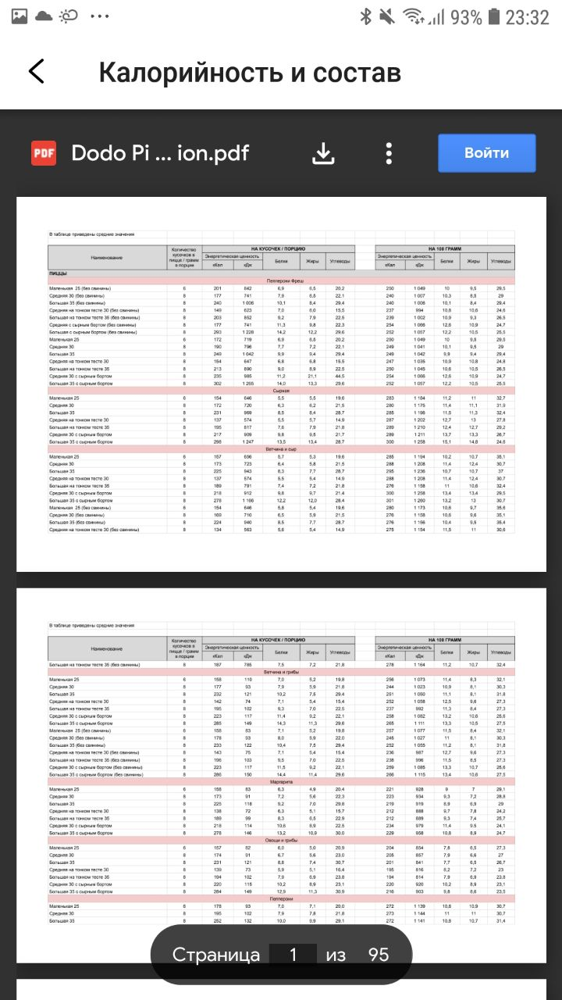 93% 23:32
Калорийность и состав
PDF Dodo Pi ... ion.pdf Войти
В таблице приведены средние значения
Наименование Количество кусочков в пицце / грамм в порции НА КУСОЧЕК / ПОРЦИЮ НА 100 ГРАММ
Энергетическая ценность Белки Жиры Углеводы Энергетическая ценность Белки Жиры Углеводы
кКал кДж кКал кДж
ПИЦЦЫ
Пепперони Фреш
Маленькая 25 (без свинины) 6 201 842 6,9 6,5 20,2 250 1 049 10 9,5 29,5
Средняя 30 (без свинины) 8 177 741 7,9 6,5 22,1 240 1 007 10,3 8,5 29
Большая 35 (без свинины) 8 240 1 006 10,1 8,4 29,4 240 1 006 10,1 8,4 29,4
Средняя на тонком тесте 30 (без свинины) 8 149 623 7,0 6,0 15,5 237 994 10,8 10,6 24,6
Большая на тонком тесте 35 (без свинины) 8 203 852 9,2 7,9 22,5 239 1 002 10,9 9,3 26,5
Средняя с сырным бортом (без свинины) 8 177 741 11,3 9,8 22,3 254 1 066 12,6 10,9 24,7
Большая с сырным бортом (без свинины) 8 293 1 228 14,2 12,2 29,6 252 1 057 12,2 10,5 25,5
Маленькая 25 6 172 719 6,9 6,5 20,2 250 1 049 10 9,5 29,5
Средняя 30 8 190 796 7,7 7,2 22,1 249 1 041 10,1 9,5 29
Большая 35 8 249 1 042 9,9 9,4 29,4 249 1 042 9,9 9,4 29,4
Средняя на тонком тесте 30 8 154 647 6,8 6,8 15,5 247 1 035 10,9 10,8 24,8
Большая на тонком тесте 35 8 213 890 9,0 8,9 22,5 250 1 045 10,6 10,5 26,5
Средняя 30 с сырным бортом 8 235 985 11,2 21,1 44,5 254 1 066 12,6 10,9 24,7
Большая 35 с сырным бортом 8 302 1 265 14,0 13,3 29,6 252 1 057 12,2 10,5 25,5
Сырная
Маленькая 25 6 154 646 5,5 5,5 19,6 283 1 184 11,2 11 32,7
Средняя 30 8 172 720 6,3 6,2 21,5 280 1 175 11,4 11,1 31,9
Большая 35 8 231 969 8,5 8,4 28,7 285 1 196 11,5 11,3 32,4
Средняя на тонком тесте 30 8 137 574 5,5 5,7 14,9 287 1 202 12,7 13 27,8
Большая на тонком тесте 35 8 195 817 7,6 7,9 21,8 289 1 210 12,4 12,7 29,2
Средняя 30 с сырным бортом 8 217 909 9,8 9,5 21,7 289 1 211 13,7 13,3 26,7
Большая 35 с сырным бортом 8 298 1 247 13,5 13,4 28,7 300 1 258 15,1 14,8 24,6
Ветчина и сыр
Маленькая 25 6 157 656 5,7 5,3 19,6 285 1 194 10,2 10,7 35,1
Средняя 30 8 173 723 6,4 5,8 21,5 288 1 208 11,4 12,4 30,7
Большая 35 8 225 943 8,3 7,7 28,7 295 1 236 10,7 10,7 37
Средняя на тонком тесте 30 8 137 574 5,5 5,4 14,9 288 1 208 11,4 12,4 30,7
Большая на тонком тесте 35 8 189 791 7,4 7,2 21,8 276 1 158 11 10,6 32,4
Средняя 30 с сырным бортом 8 218 912 9,8 9,7 21,4 300 1 258 13,4 13,4 29,5
Большая 35 с сырным бортом 8 278 1 166 12,2 12,0 28,4 301 1 260 13,2 13 30,7
Маленькая 25 (без свинины) 6 154 646 5,8 5,4 19,6 280 1 173 10,6 9,7 35,6
Средняя 30 (без свинины) 8 169 710 6,5 5,9 21,5 276 1 158 10,6 9,6 35,1
Большая 35 (без свинины) 8 224 940 8,5 7,7 28,7 276 1 156 10,4 9,5 35,4
Средняя на тонком тесте 30 (без свинины) 8 134 563 5,6 5,4 14,9 275 1 154 11,5 11 30,6
В таблице приведены средние значения
Наименование Количество кусочков в пицце / грамм в порции НА КУСОЧЕК / ПОРЦИЮ НА 100 ГРАММ
Энергетическая ценность Белки Жиры Углеводы Энергетическая ценность Белки Жиры Углеводы
кКал кДж кКал кДж
Большая на тонком тесте 35 (без свинины) 8 187 785 7,5 7,2 21,8 278 1 164 11,2 10,7 32,4
Ветчина и грибы
Маленькая 25 6 158 110 7,0 5,2 19,8 256 1 073 11,4 8,3 32,1
Средняя 30 8 177 93 7,9 5,9 21,8 244 1 023 10,9 8,1 30,3
Большая 35 8 232 121 10,2 7,5 29,4 251 1 050 11,1 8,1 31,8
Средняя на тонком тесте 30 8 142 74 7,1 5,4 15,4 252 1 058 12,5 9,6 27,3
Большая на тонком тесте 35 8 195 102 9,3 7,0 22,5 237 992 11,3 8,4 27,3
Средняя 30 с сырным бортом 8 223 117 11,4 9,2 22,1 258 1 082 13,2 10,6 25,6
Большая 35 с сырным бортом 8 285 149 14,3 11,3 29,6 265 1 111 13,3 10,5 27,5
Маленькая 25 (без свинины) 6 158 83 7,1 5,2 19,8 257 1 077 11,5 8,4 32,1
Средняя 30 (без свинины) 8 178 93 8,0 5,9 22,0 245 1 027 11 8,1 30,3
Большая 35 (без свинины) 8 233 122 10,4 7,5 29,4 252 1 055 11,2 8,1 31,8
Средняя на тонком тесте 30 (без свинины) 8 143 75 7,1 5,4 15,4 236 987 12,7 9,6 27,3
Большая на тонком тесте 35 (без свинины) 8 196 103 9,5 7,0 22,5 238 996 11,5 8,5 27,3
Средняя 30 с сырным бортом (без свинины) 8 223 117 11,5 9,2 22,1 259 1 085 13,3 10,7 25,6
Большая 35 с сырным бортом (без свинины) 8 286 150 14,4 11,4 29,6 266 1 115 13,4 10,6 27,5
Маргарита
Маленькая 25 6 158 83 6,3 4,9 20,4 221 928 9 7 29,1
Средняя 30 8 173 91 7,2 5,6 22,3 223 934 9,3 7,2 28,8
Большая 35 8 225 118 9,2 7,0 29,8 219 919 8,9 6,9 29
Средняя на тонком тесте 30 8 138 72 6,3 5,1 15,7 212 888 9,7 7,8 24,2
Большая на тонком тесте 35 8 189 99 8,3 6,5 22,9 212 889 9,3 7,4 25,7
Средняя 30 с сырным бортом 8 218 114 10,6 8,9 22,5 234 979 11,4 9,5 24,1
Большая 35 с сырным бортом 8 278 146 13,2 10,9 30,0 229 958 10,8 8,9 24,7
Овощи и грибы
Маленькая 25 6 157 82 6,0 5,0 20,9 204 854 7,8 6,5 27,3
Средняя 30 8 174 91 6,7 5,6 23,0 205 857 7,9 6,6 27
Большая 35 8 231 121 8,8 7,4 30,7 201 841 7,7 6,5 26,7
Средняя на тонком тесте 30 8 139 73 5,9 5,1 16,4 195 816 8,2 7,2 23
Большая на тонком тесте 35 8 194 102 7,9 6,9 23,8 194 814 7,9 6,9 23,8
Средняя 30 с сырным бортом 8 220 115 10,2 8,9 23,1 220 920 10,2 8,9 23,1
Большая 35 с сырным бортом 8 284 149 12,9 11,3 30,9 216 903 9,8 8,6 23,5
Пепперони
Маленькая 25 6 178 93 7,0 7,1 20,0 272 1 139 10,8 10,9 30,7
Средняя 30 8 195 102 7,9 7,8 21,8 273 1 144 11 11 30,7
Большая 35 8 252 132 10,0 9,9 29,1 272 1 141 10,8 10,7 31,4
Страница 1 из 95